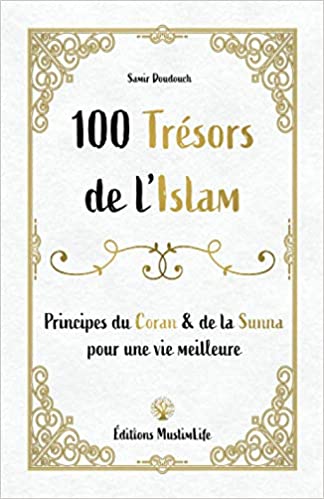 Samir Doudouch
100 Trésors
de l'Islam
Principes du Coran & de la Sunna
pour une vie meilleure
Éditions MuslimLife